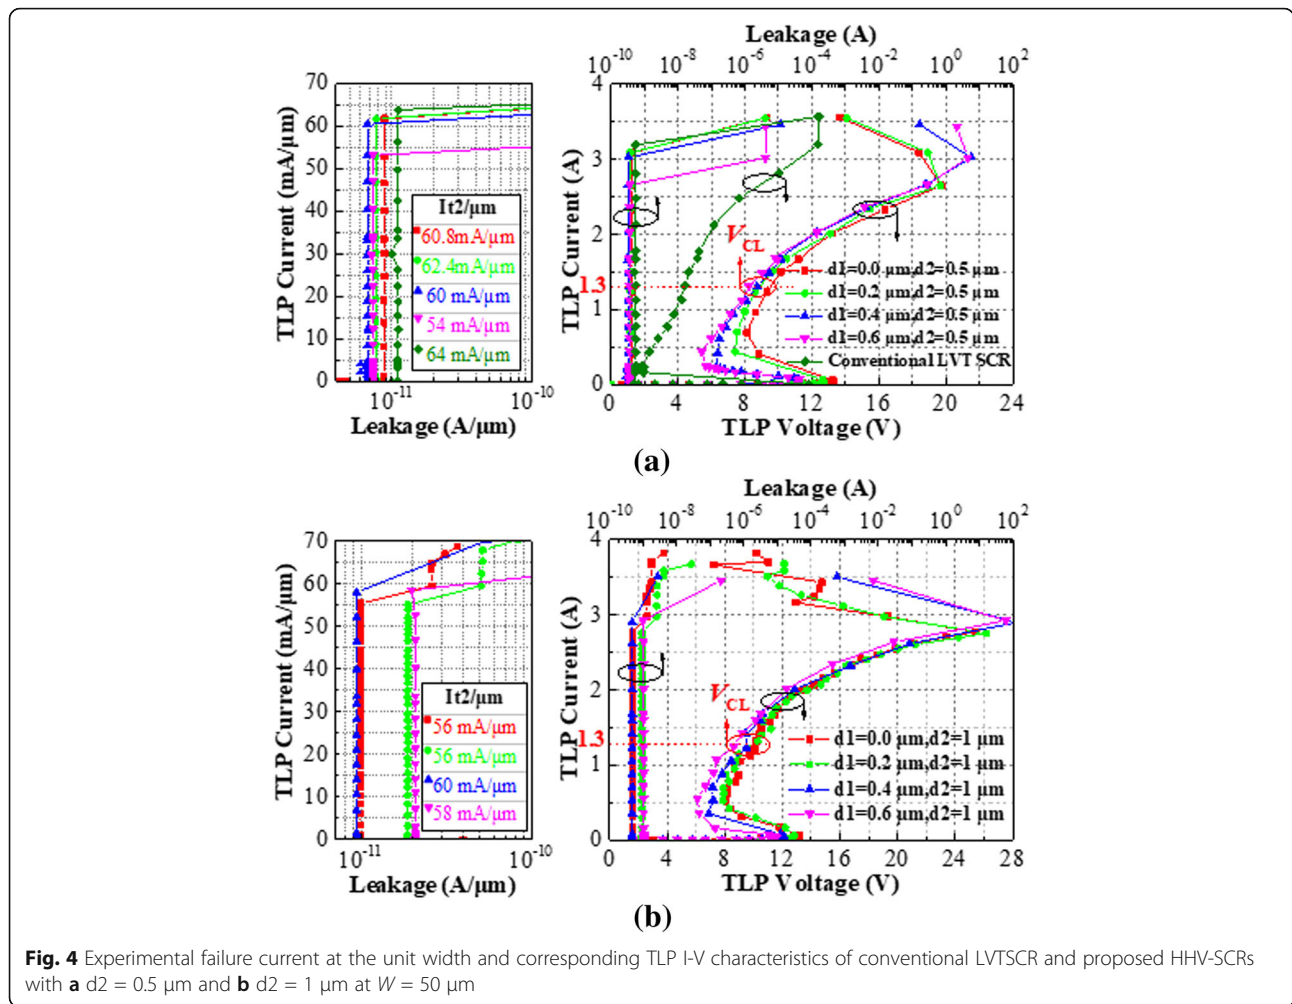 Leakage (A)
10-10 10-8 10-6 10-4 10-2 100 102
70
60
50
40
30
20
10
0
TLP Current (mA/μm)
It2/μm
60.8mA/μm
62.4mA/μm
60 mA/μm
54 mA/μm
64 mA/μm
10-11 10-10
Leakage (A/μm)
4
3
2
1.3
1
0
TLP Current (A)
VCL
d1=0.0 μm,d2=0.5 μm
d1=0.2 μm,d2=0.5 μm
d1=0.4 μm,d2=0.5 μm
d1=0.6 μm,d2=0.5 μm
Conventional LVT SCR
0 4 8 12 16 20 24
TLP Voltage (V)
(a)
Leakage (A)
10-10 10-8 10-6 10-4 10-2 100 102
70
60
50
40
30
20
10
0
TLP Current (mA/μm)
It2/μm
56 mA/μm
56 mA/μm
60 mA/μm
58 mA/μm
10-11 10-10
Leakage (A/μm)
4
3
2
1.3
1
0
TLP Current (A)
VCL
d1=0.0 μm,d2=1 μm
d1=0.2 μm,d2=1 μm
d1=0.4 μm,d2=1 μm
d1=0.6 μm,d2=1 μm
0 4 8 12 16 20 24 28
TLP Voltage (V)
(b)
Fig. 4 Experimental failure current at the unit width and corresponding TLP I-V characteristics of conventional LVTSCR and proposed HHV-SCRs
with a d2 = 0.5 μm and b d2 = 1 μm at W = 50 μm